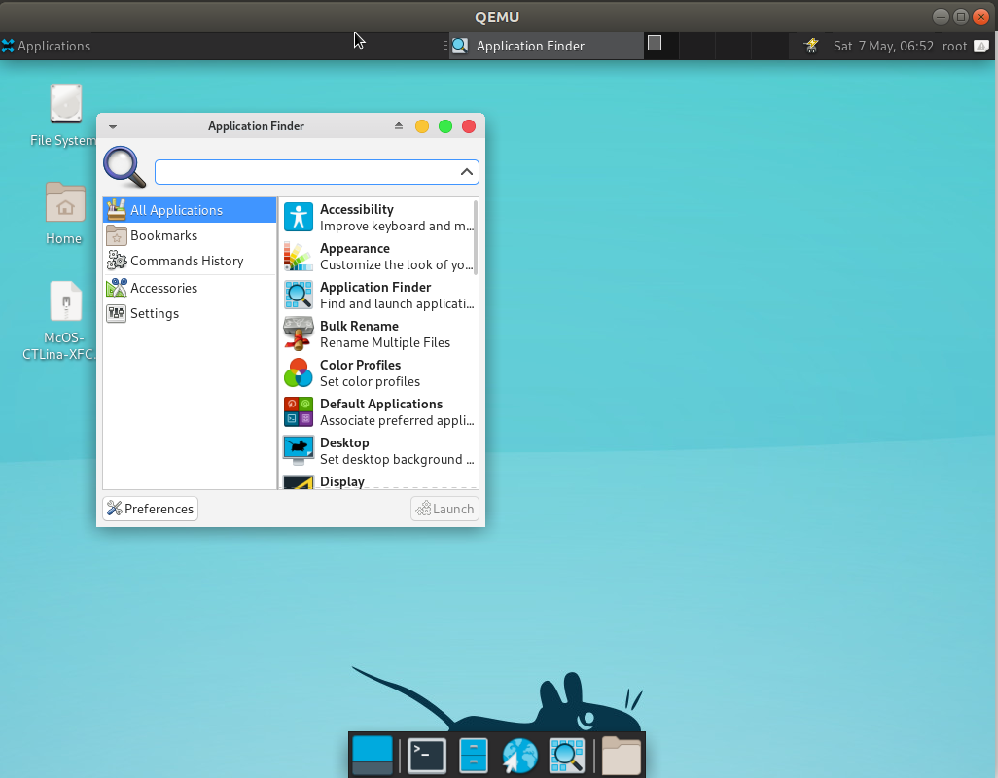 QEMU
Applications
Application Finder
Sat 7 May, 06:52 root
File System
Home
McOS-
CTLina-XFC.
Application Finder
All Applications
Bookmarks
Commands History
Accessories
Settings
Accessibility
Improve keyboard and m...
Appearance
Customize the look of yo...
Application Finder
Find and launch applicati...
Bulk Rename
Rename Multiple Files
Color Profiles
Set color profiles
Default Applications
Associate preferred appli...
Desktop
Set desktop background ...
Display
Preferences
Launch